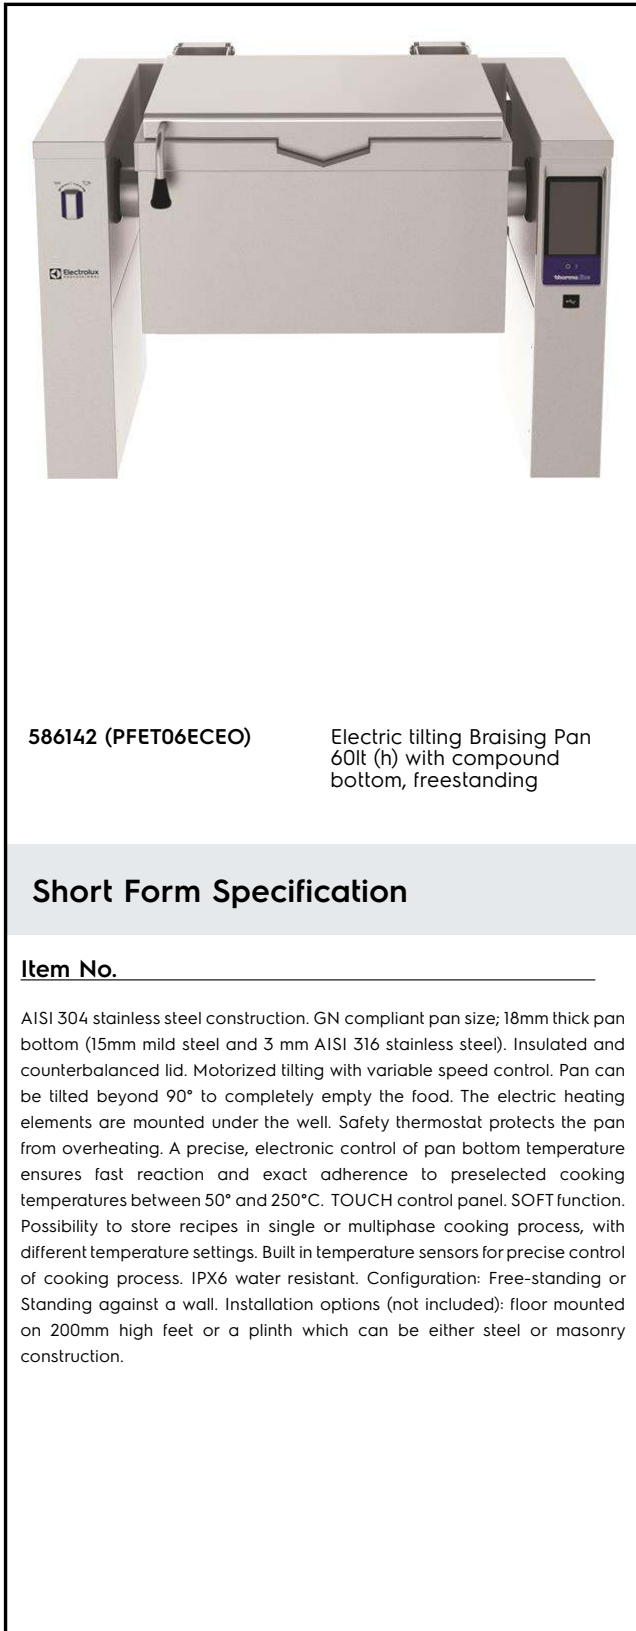 Electrolux
PROFESSIONAL
thermaline
586142 (PFET06ECEO)
Electric tilting Braising Pan
60lt (h) with compound
bottom, freestanding
Short Form Specification
Item No.
AISI 304 stainless steel construction. GN compliant pan size; 18mm thick pan
bottom (15mm mild steel and 3 mm AISI 316 stainless steel). Insulated and
counterbalanced lid. Motorized tilting with variable speed control. Pan can
be tilted beyond 90° to completely empty the food. The electric heating
elements are mounted under the well. Safety thermostat protects the pan
from overheating. A precise, electronic control of pan bottom temperature
ensures fast reaction and exact adherence to preselected cooking
temperatures between 50° and 250°C. TOUCH control panel. SOFT function.
Possibility to store recipes in single or multiphase cooking process, with
different temperature settings. Built in temperature sensors for precise control
of cooking process. IPX6 water resistant. Configuration: Free-standing or
Standing against a wall. Installation options (not included): floor mounted
on 200mm high feet or a plinth which can be either steel or masonry
construction.